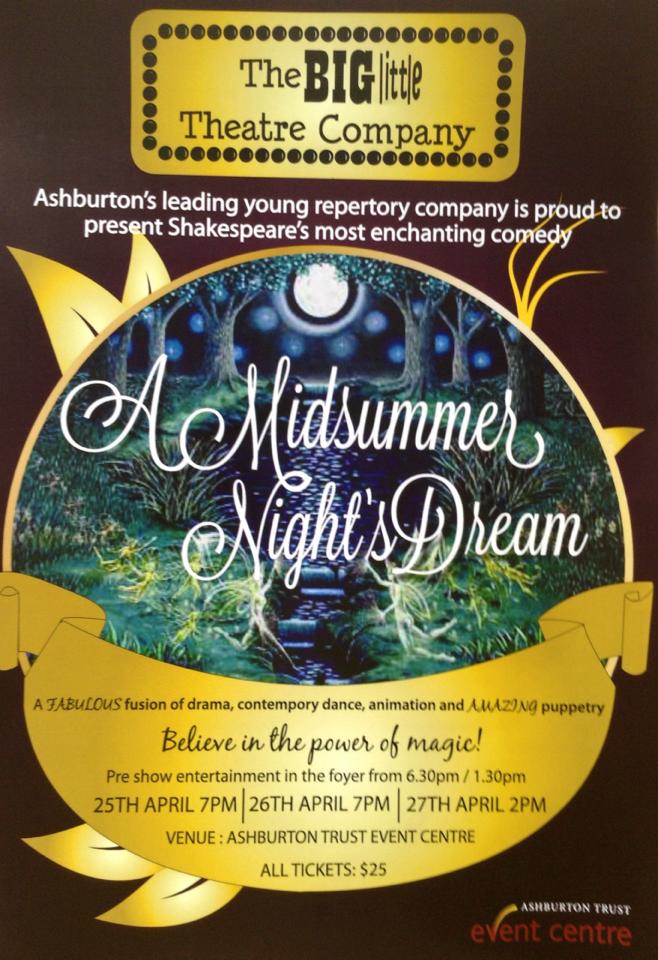 The BIG little
Theatre Company
Ashburton's leading young repertory company is proud to
present Shakespeare's most enchanting comedy
A Midsummer
Night's Dream
A FABULOUS fusion of drama, contempory dance, animation and AMAZING puppetry
Believe in the power of magic!
Pre show entertainment in the foyer from 6.30pm / 1.30pm
25TH APRIL 7PM | 26TH APRIL 7PM | 27TH APRIL 2PM
VENUE : ASHBURTON TRUST EVENT CENTRE
ALL TICKETS: $25
ASHBURTON TRUST
event centre